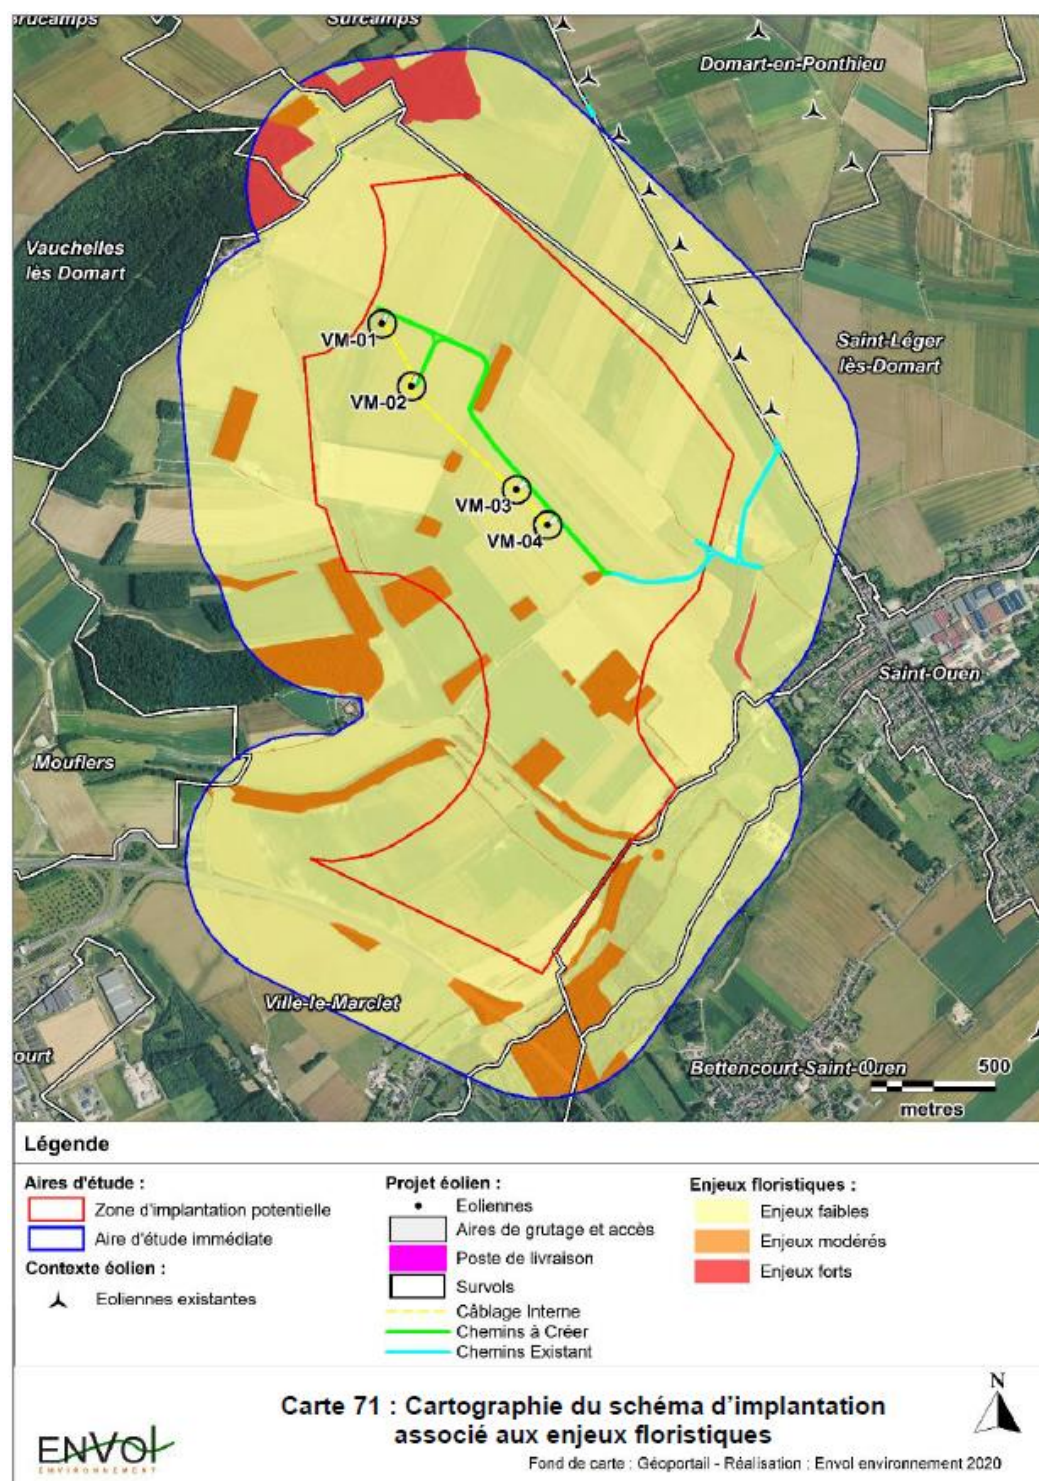 Brucamps
Surcamps
Domart-en-Ponthieu
Vauchelles
lès Domart
VM-01
Saint-Léger
lès-Domart
VM-02
VM-03
VM-04
Saint-Ouen
Mouflers
Ville-le-Marclet
ourt
Bettencourt-Saint-Ouen
0
500
metres
Légende
Aires d'étude :
Zone d'implantation potentielle
Aire d'étude immédiate
Contexte éolien :
Eoliennes existantes
Projet éolien :
Eoliennes
Aires de grutage et accès
Poste de livraison
Survols
Câblage Interne
Chemins à Créer
Chemins Existant
Enjeux floristiques :
Enjeux faibles
Enjeux modérés
Enjeux forts
N
Carte 71 : Cartographie du schéma d'implantation
associé aux enjeux floristiques
ENVOl
ENVIRONNEMENT
Fond de carte : Géoportail - Réalisation : Envol environnement 2020